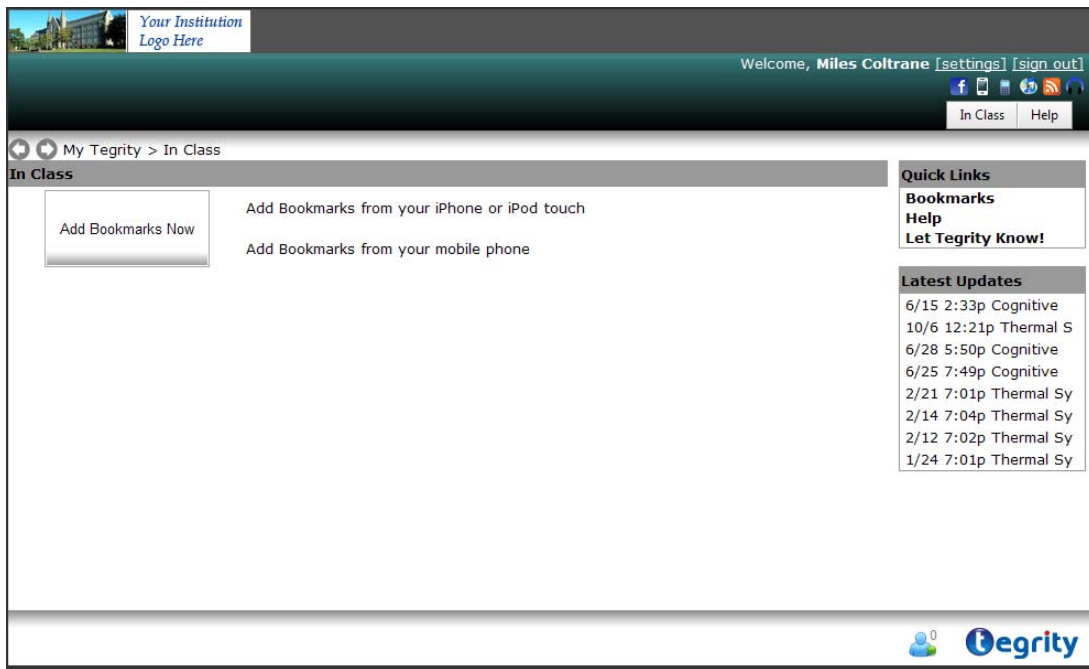 Your Institution
Logo Here
Welcome, Miles Coltrane [settings] [sign out]
In Class Help
My Tegrity > In Class
In Class
Add Bookmarks Now
Add Bookmarks from your iPhone or iPod touch
Add Bookmarks from your mobile phone
Quick Links
Bookmarks
Help
Let Tegrity Know!
Latest Updates
6/15 2:33p Cognitive
10/6 12:21p Thermal S
6/28 5:50p Cognitive
6/25 7:49p Cognitive
2/21 7:01p Thermal Sy
2/14 7:04p Thermal Sy
2/12 7:02p Thermal Sy
1/24 7:01p Thermal Sy
0
tegrity